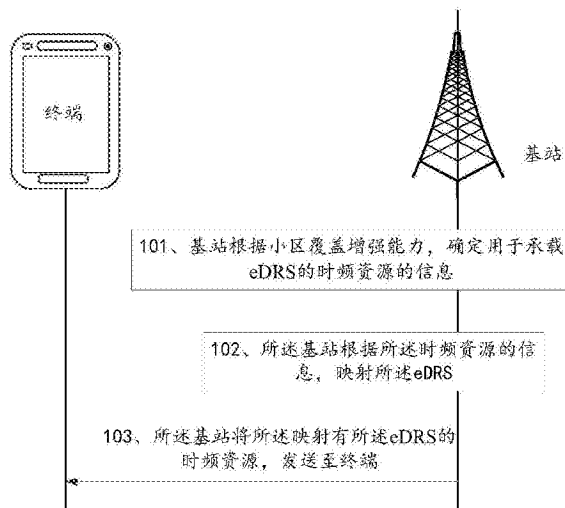 终端
基站
101、基站根据小区覆盖增强能力，确定用于承载
eDRS的时频资源的信息
102、所述基站根据所述时频资源的信
息，映射所述eDRS
103、所述基站将所述映射有所述eDRS的
时频资源，发送至终端